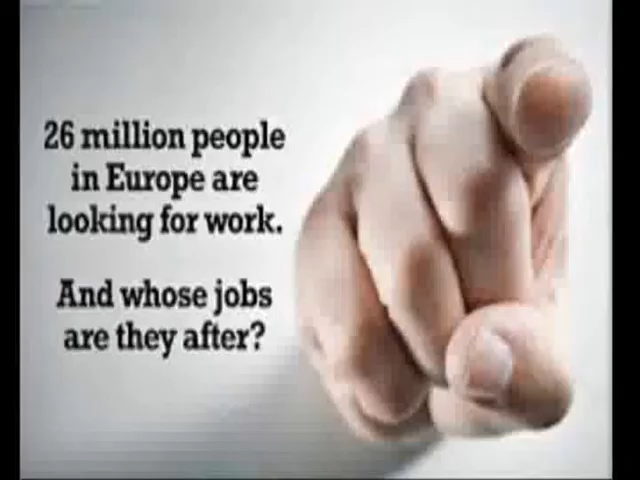 26 million people
in Europe are
looking for work.
And whose jobs
are they after?